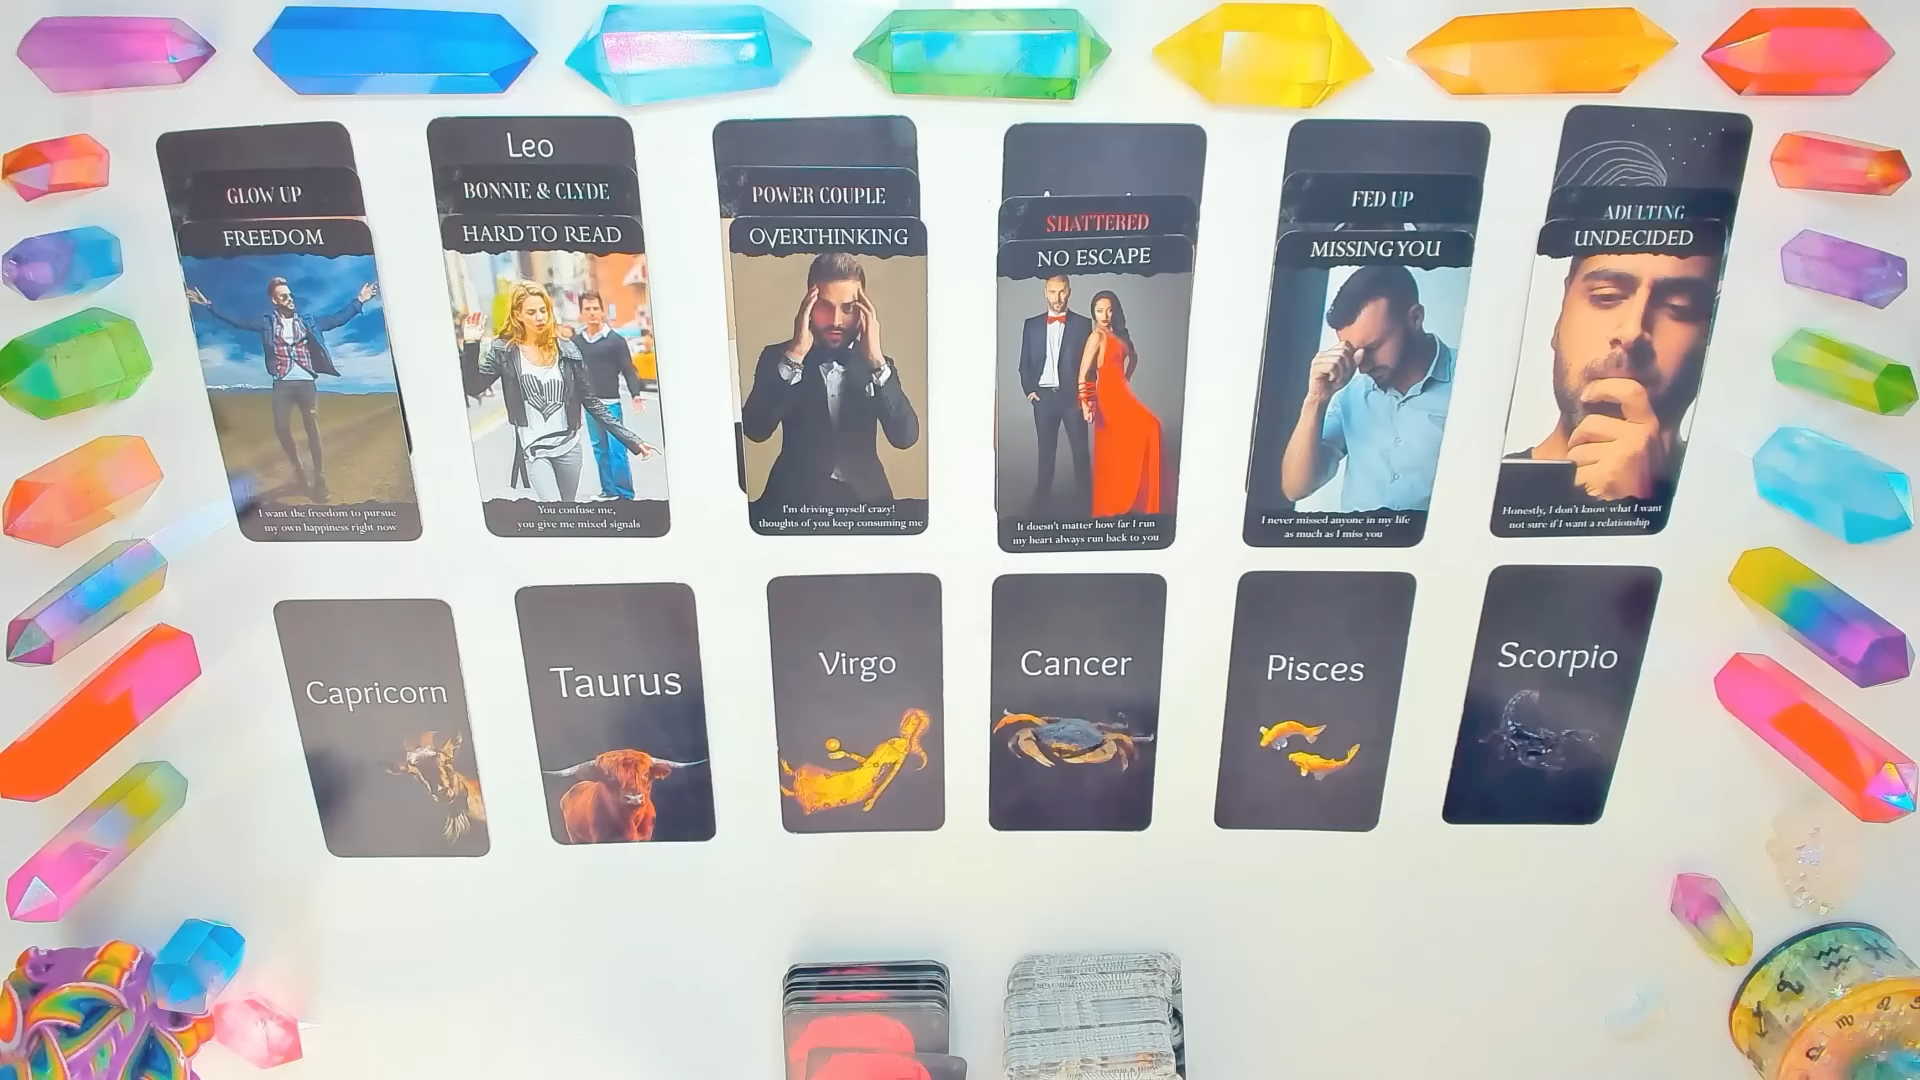 GLOW UP
FREEDOM
I want the freedom to pursue
my own happiness right now
Leo
BONNIE & CLYDE
HARD TO READ
You confuse me,
you give me mixed signals
POWER COUPLE
OVERTHINKING
I'm driving myself crazy!
thoughts of you keep consuming me
SHATTERED
NO ESCAPE
It doesn't matter how far I run
my heart always run back to you
FED UP
MISSING YOU
I never missed anyone in my life
as much as I miss you
ADULTING
UNDECIDED
Honestly, I don't know what I want
not sure if I want a relationship
Capricorn
Taurus
Virgo
Cancer
Pisces
Scorpio